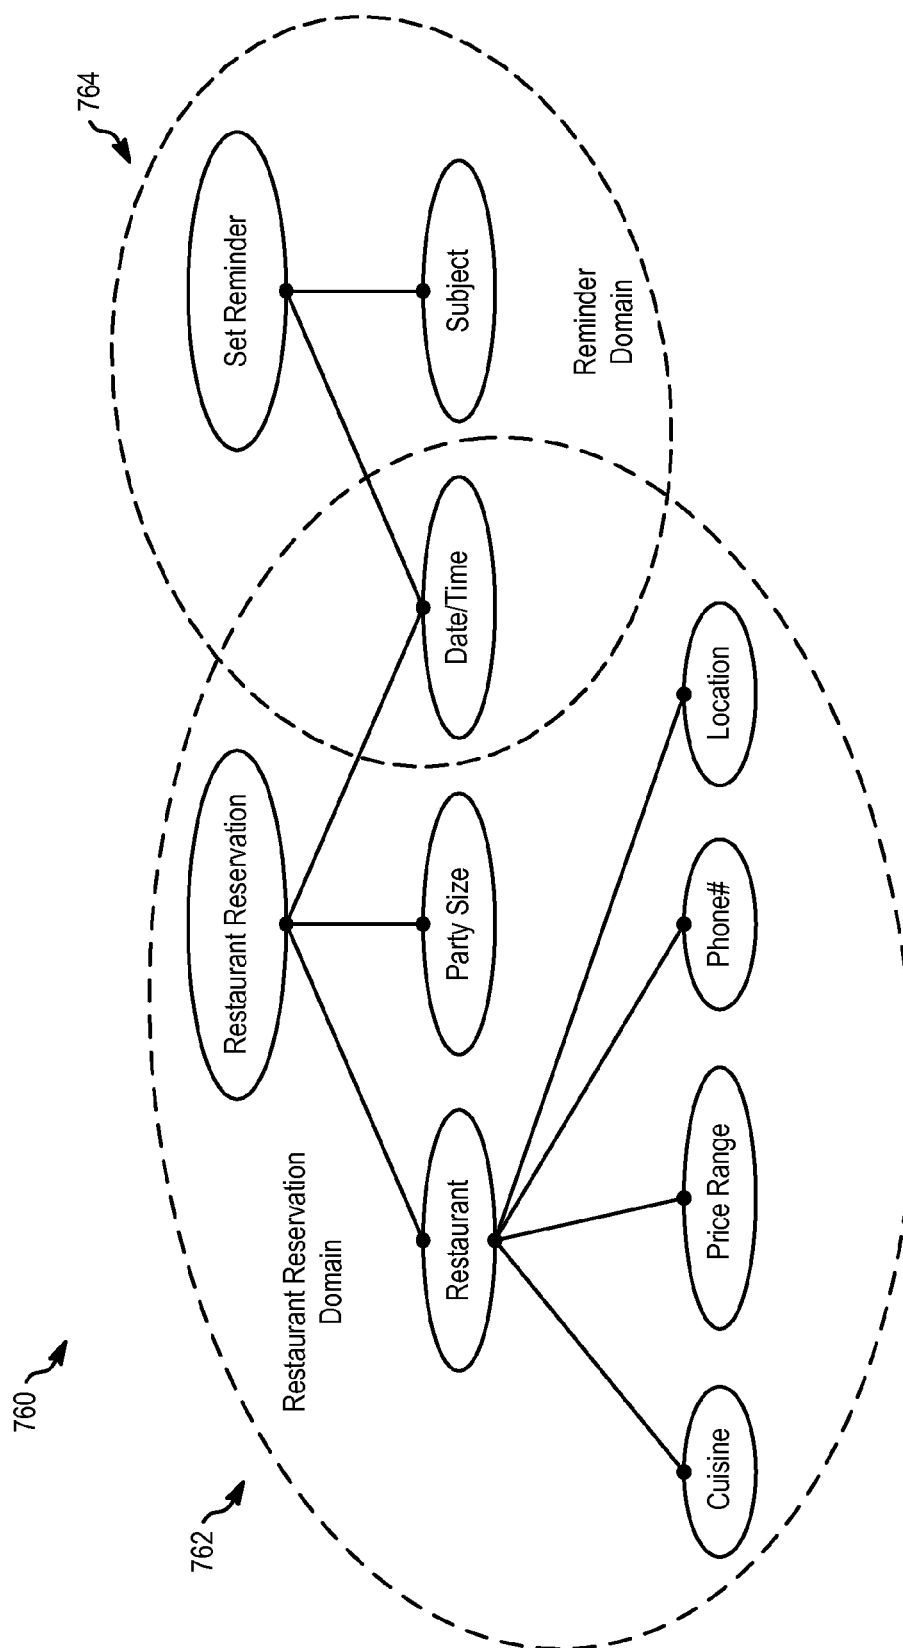 760
762
764
Restaurant Reservation
Set Reminder
Restaurant Reservation
Domain
Restaurant
Party Size
Date/Time
Subject
Reminder
Domain
Cuisine
Price Range
Phone#
Location